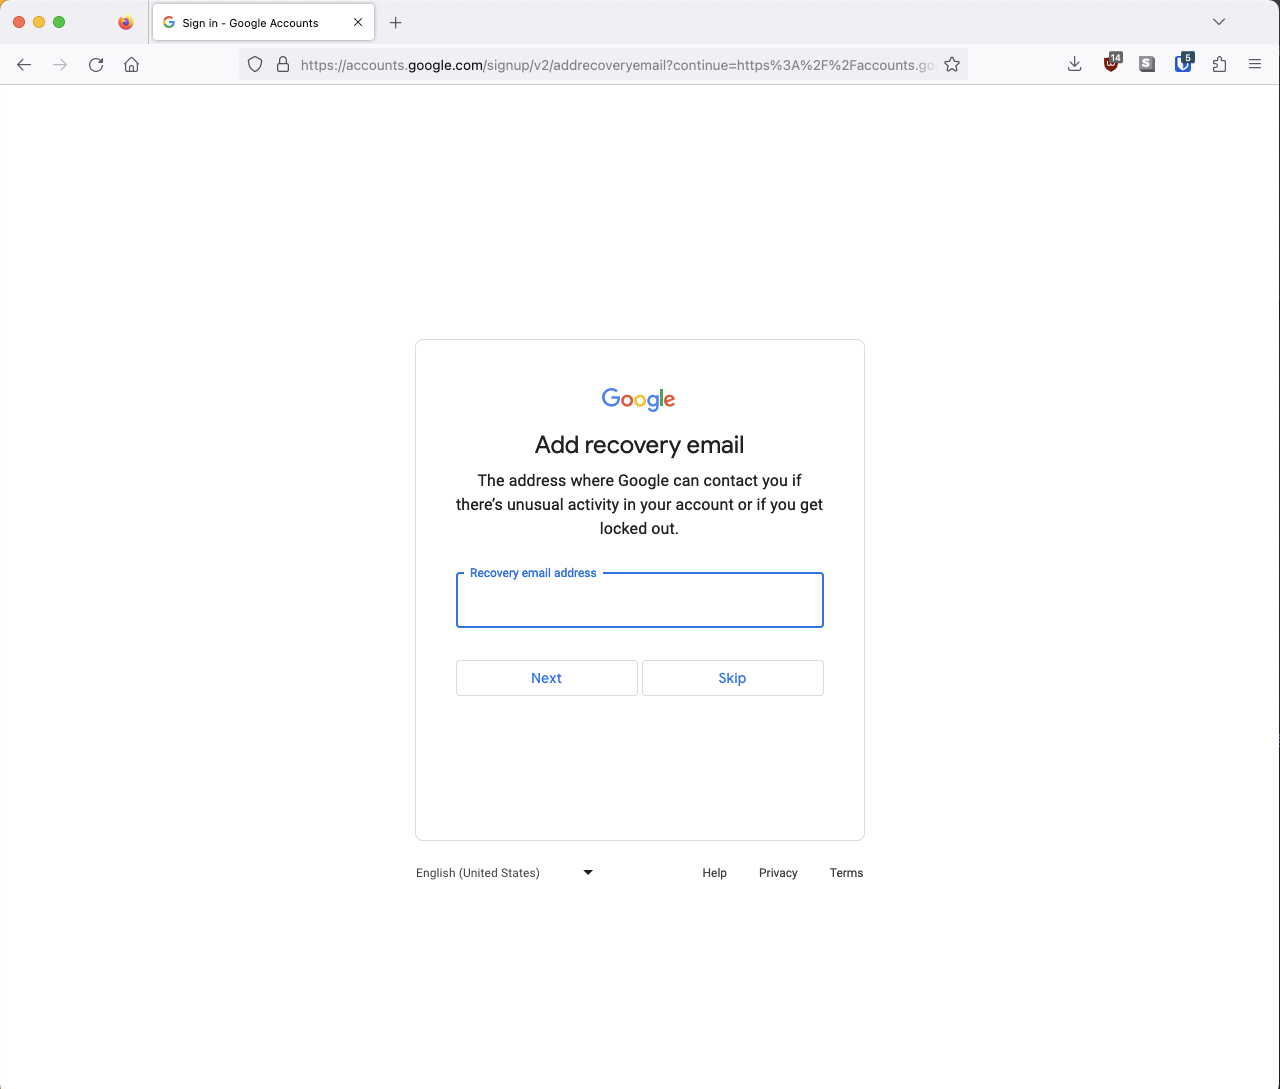 Sign in - Google Accounts
https://accounts.google.com/signup/v2/addrecoveryemail?continue=https%3A%2F%2Faccounts.go
14
S
5
Google
Add recovery email
The address where Google can contact you if
there’s unusual activity in your account or if you get
locked out.
Recovery email address
Next
Skip
English (United States)
Help
Privacy
Terms